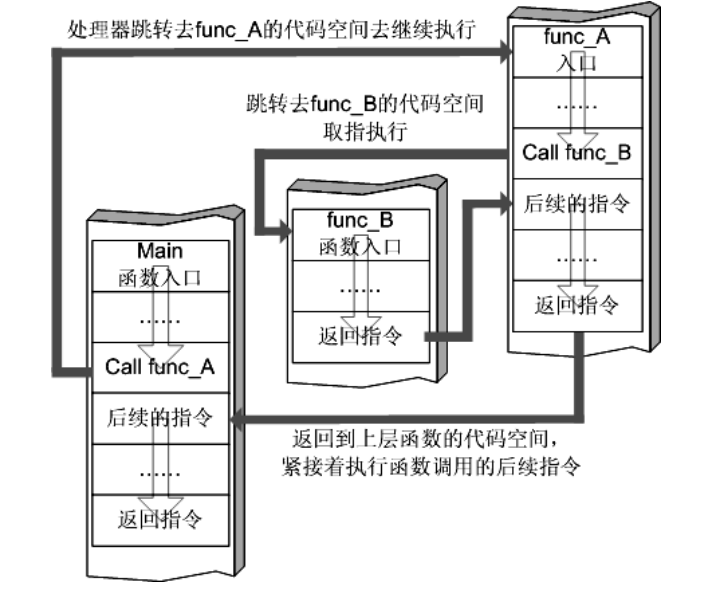 处理器跳转去func_A的代码空间去继续执行
func_A
入口
......
Call func_B
后续的指令
......
返回指令
跳转去func_B的代码空间
取指执行
func_B
函数入口
......
返回指令
Main
函数入口
......
Call func_A
后续的指令
......
返回指令
返回到上层函数的代码空间，
紧接着执行函数调用的后续指令